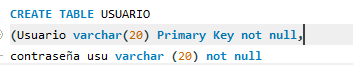 CREATE TABLE USUARIO
(Usuario varchar(20) Primary Key not null,
contraseña usu varchar (20) not null